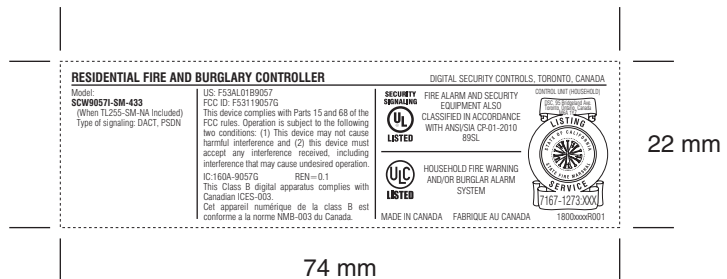 RESIDENTIAL FIRE AND BURGLARY CONTROLLER
DIGITAL SECURITY CONTROLS, TORONTO, CANADA
Model:
SCW9057I-SM-433
(When TL255-SM-NA Included)
Type of signaling: DACT, PSDN
US: F53AL01B9057
FCC ID: F53119057G
This device complies with Parts 15 and 68 of the
FCC rules. Operation is subject to the following
two conditions: (1) This device may not cause
harmful interference and (2) this device must
accept any interference received, including
interference that may cause undesired operation.
IC:160A-9057G REN=0.1
This Class B digital apparatus complies with
Canadian ICES-003.
Cet appareil numérique de la class B est
conforme a la norme NMB-003 du Canada.
SECURITY
SIGNALING
UL
LISTED
FIRE ALARM AND SECURITY
EQUIPMENT ALSO
CLASSIFIED IN ACCORDANCE
WITH ANSI/SIA CP-01-2010
89SL
ULC
LISTED
HOUSEHOLD FIRE WARNING
AND/OR BURGLAR ALARM
SYSTEM
MADE IN CANADA FABRIQUE AU CANADA
CONTROL UNIT (HOUSEHOLD)
DSC, 95 Bridgeland Ave.
Toronto, Ontario, Canada
LISTING
STATE OF CALIFORNIA
STATE FIRE MARSHAL
SERVICE
7167-1273:XXX
1800xxxxR001
22 mm
74 mm